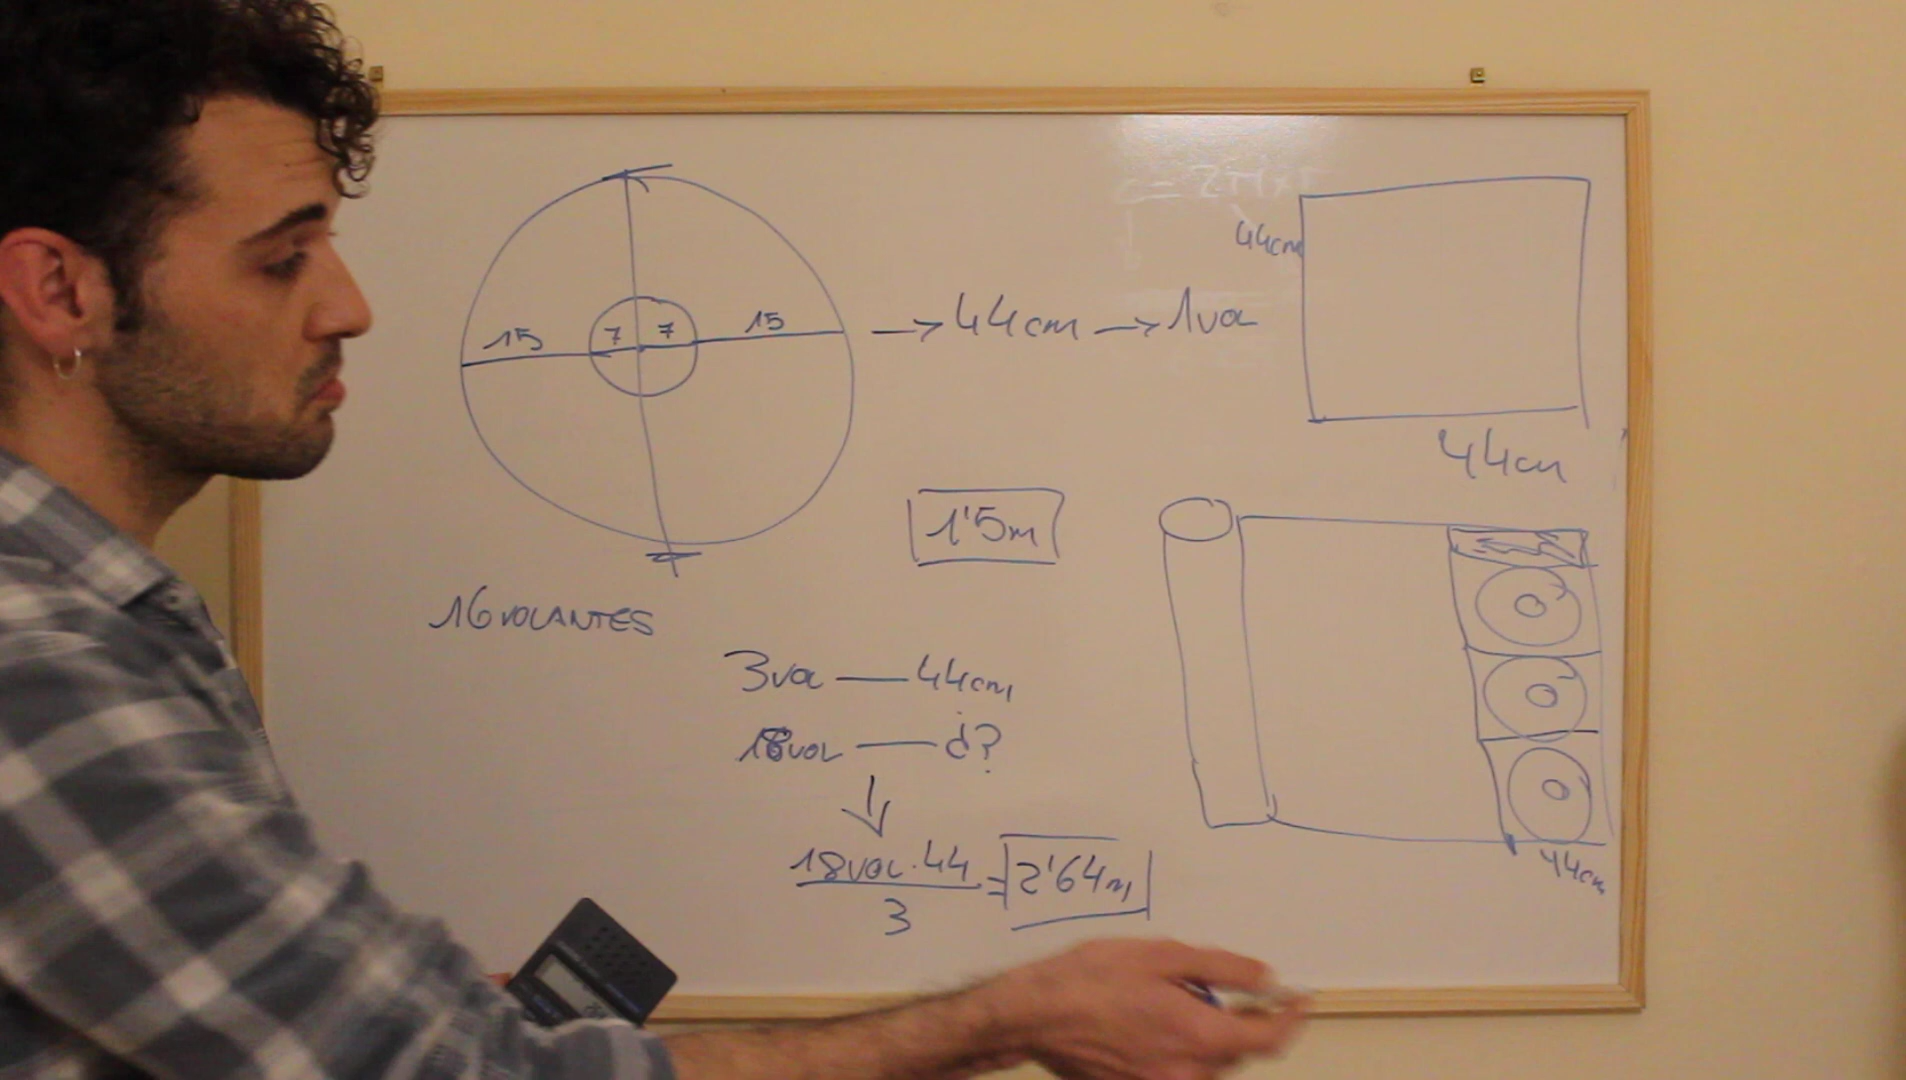 15 7 7 15
→ 44cm → 1vol
44cm
44cm
1'5m
16 VOLANTES
3vol — 44cm
18vol — ¿?
18vol. 44
3
= 2'64m
44cm